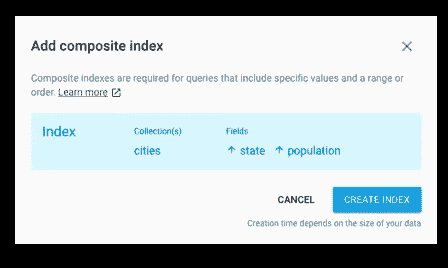 Add composite index
Composite indexes are required for queries that include specific values and a range or
order. Learn more
Index
Collection(s)
Fields
cities
↑ state ↑ population
CANCEL
CREATE INDEX
Creation time depends on the size of your data